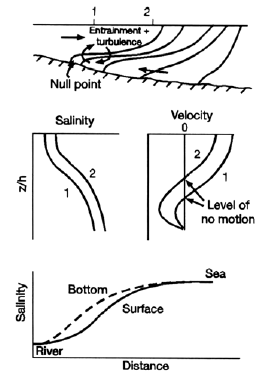 1 2
Entrainment +
turbulence
Null point
Salinity
z/h
2
1
Velocity
0
2
1
Level of
no motion
Salinity
Bottom
Surface
Sea
River
Distance